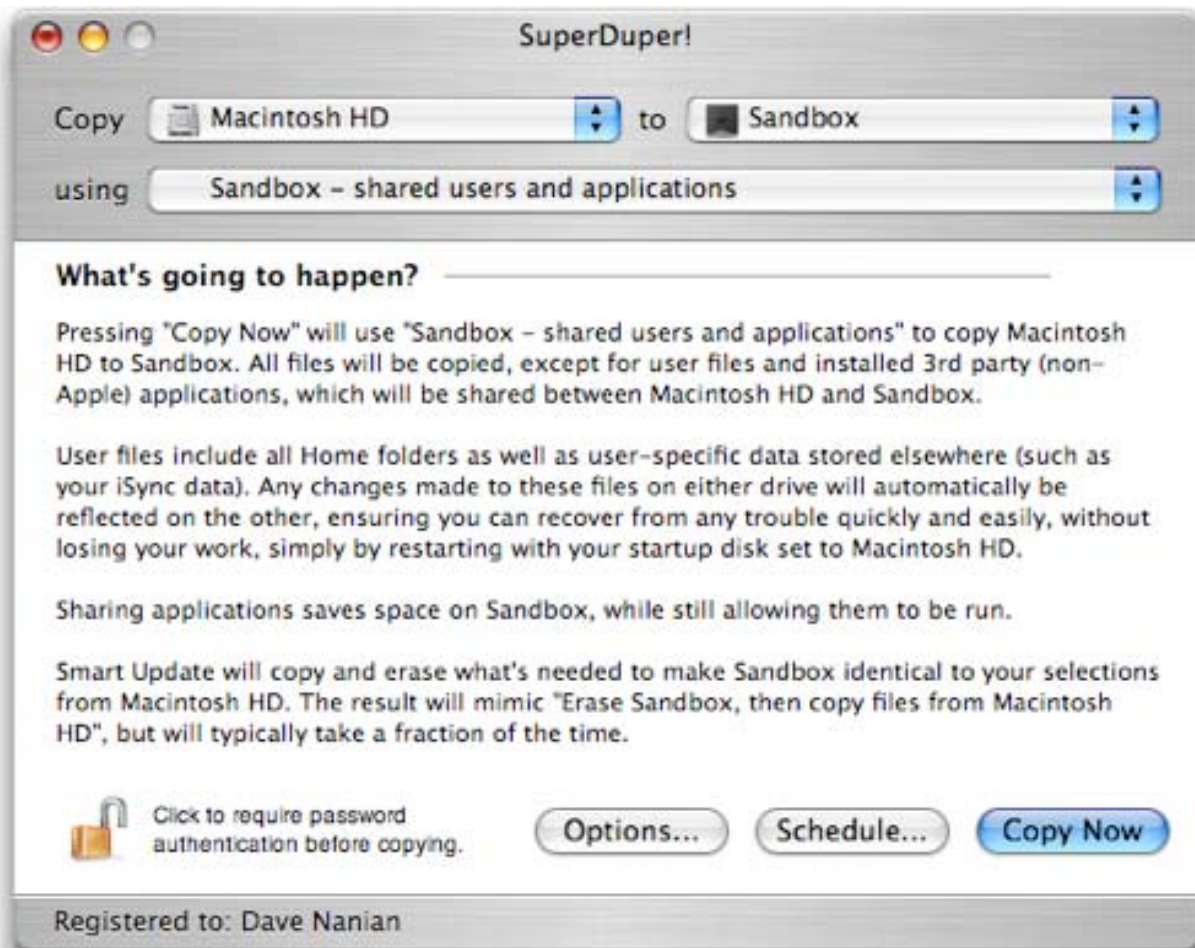 SuperDuper!
Copy Macintosh HD to Sandbox
using Sandbox – shared users and applications
What's going to happen?
Pressing "Copy Now" will use "Sandbox – shared users and applications" to copy Macintosh
HD to Sandbox. All files will be copied, except for user files and installed 3rd party (non–
Apple) applications, which will be shared between Macintosh HD and Sandbox.
User files include all Home folders as well as user–specific data stored elsewhere (such as
your iSync data). Any changes made to these files on either drive will automatically be
reflected on the other, ensuring you can recover from any trouble quickly and easily, without
losing your work, simply by restarting with your startup disk set to Macintosh HD.
Sharing applications saves space on Sandbox, while still allowing them to be run.
Smart Update will copy and erase what's needed to make Sandbox identical to your selections
from Macintosh HD. The result will mimic "Erase Sandbox, then copy files from Macintosh
HD", but will typically take a fraction of the time.
Click to require password
authentication before copying.
Options... Schedule... Copy Now
Registered to: Dave Nanian